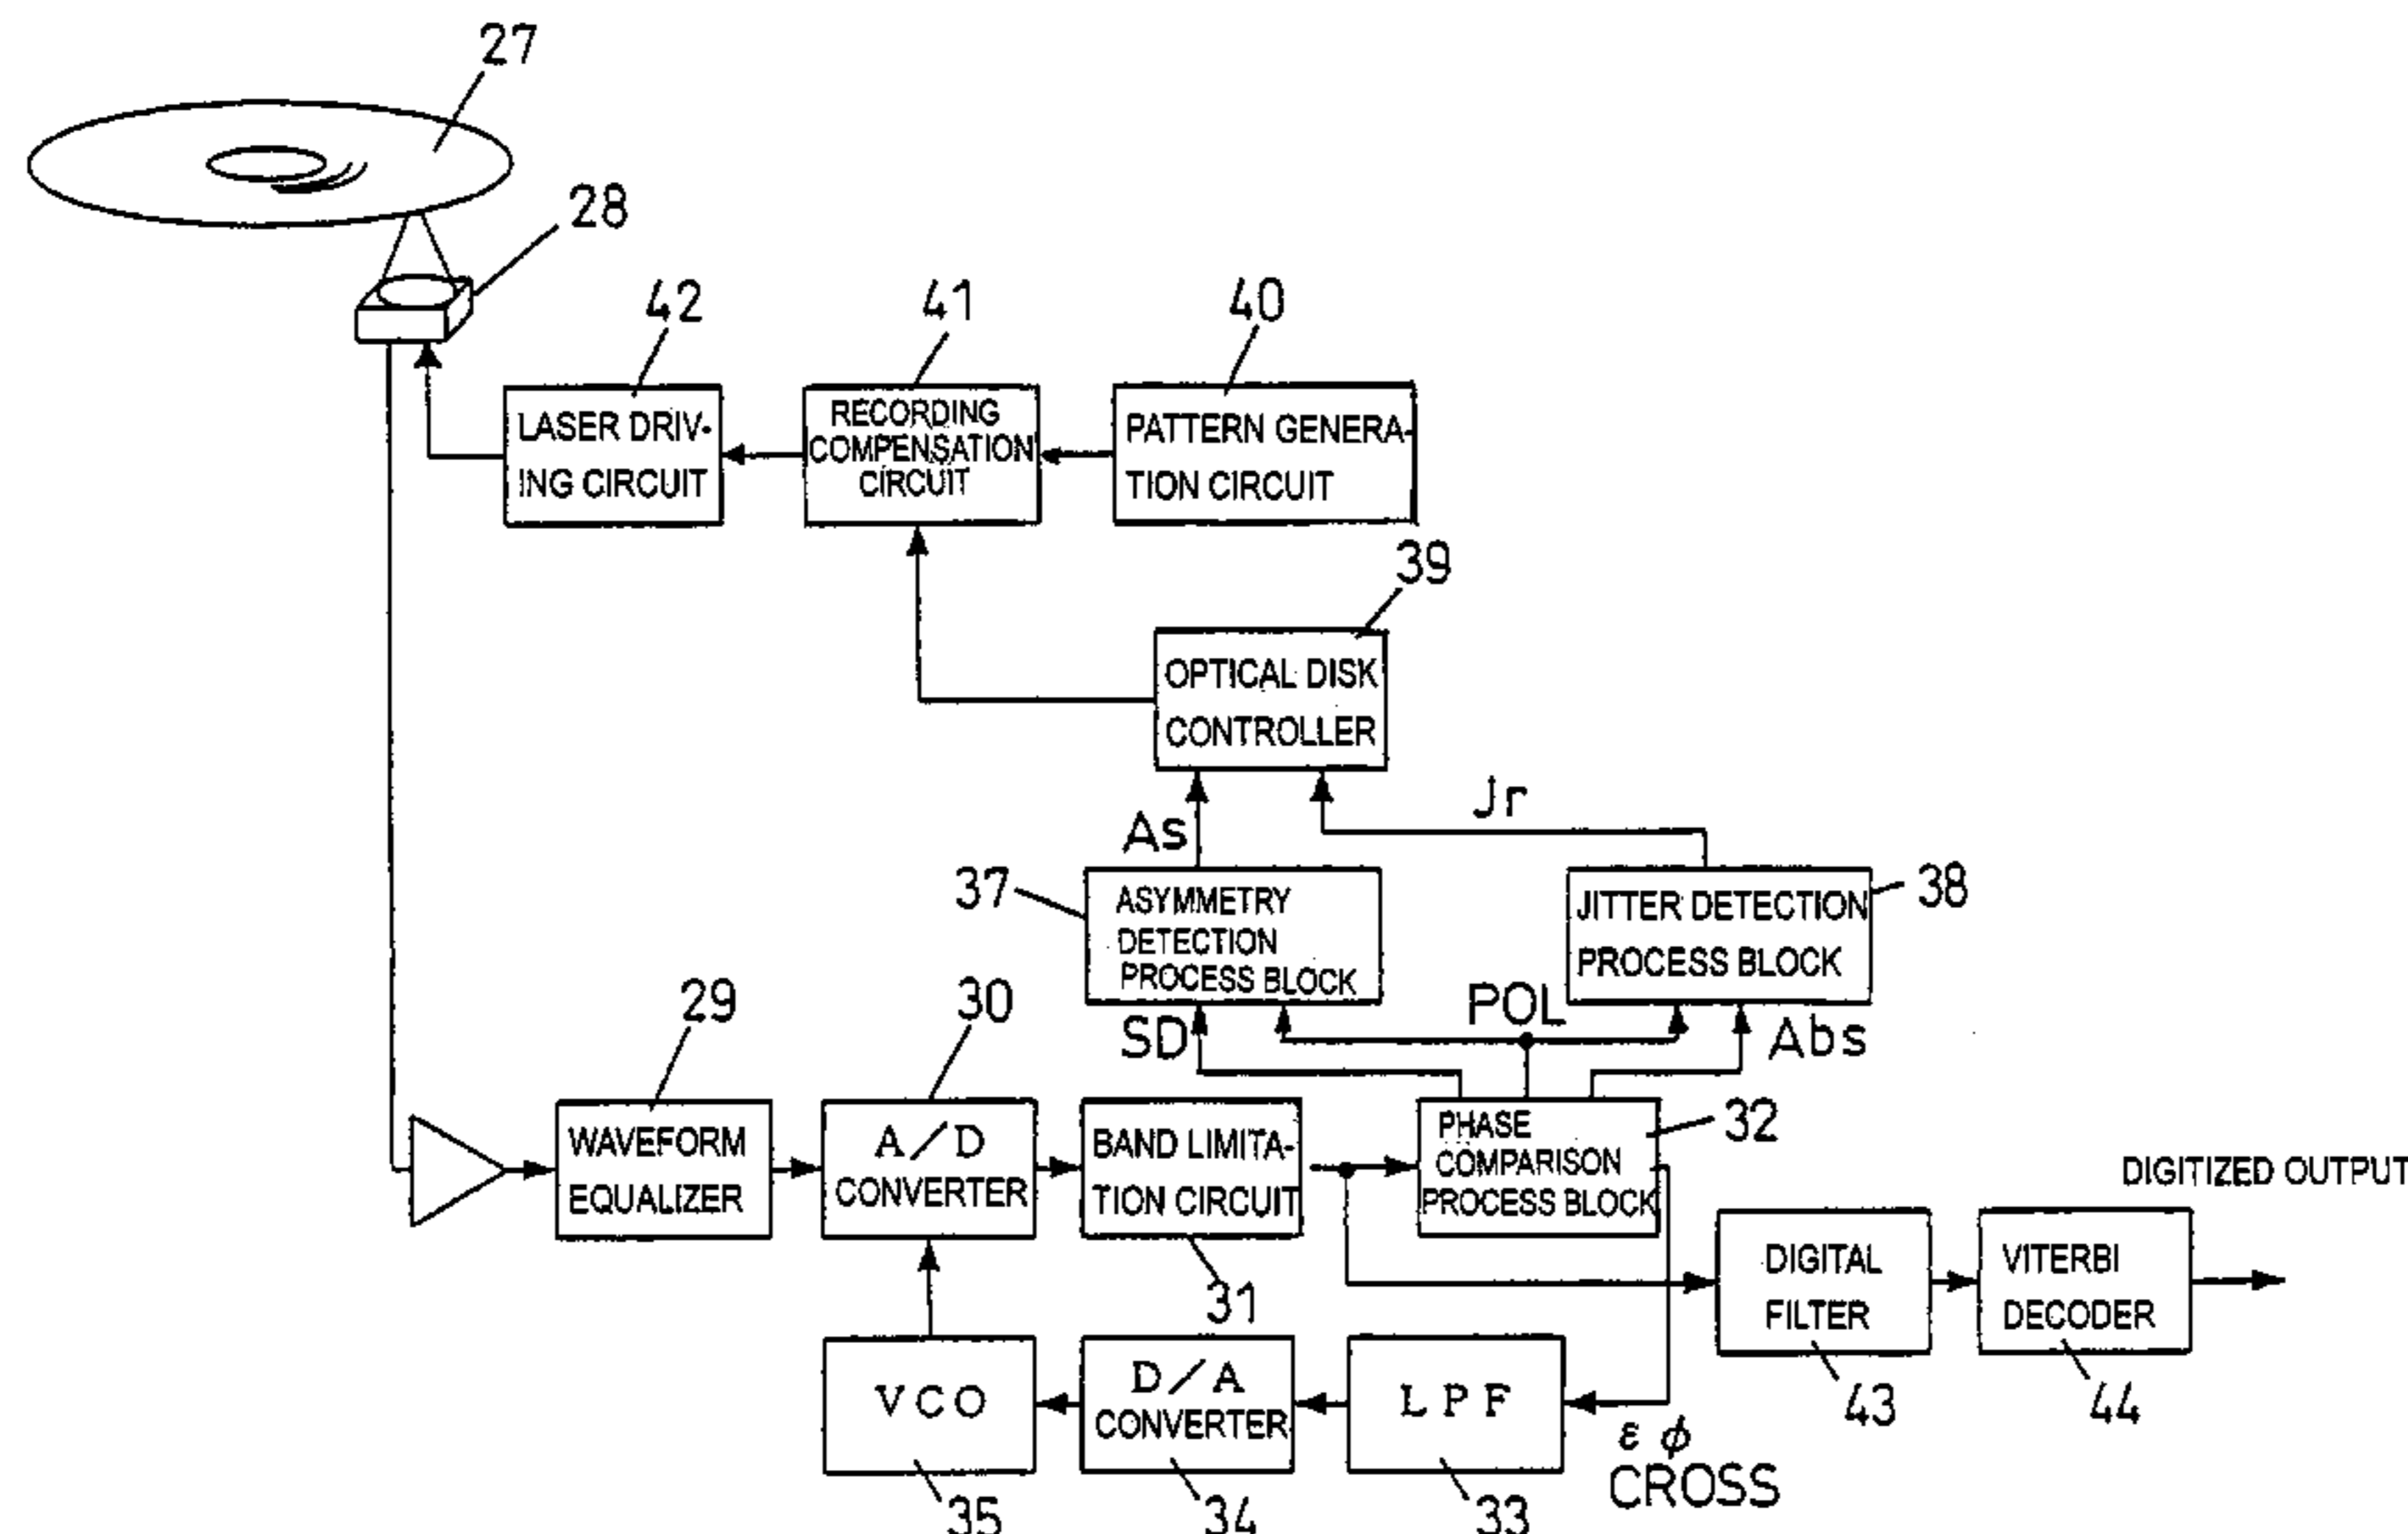 27
28
42
41
40
LASER DRIV-
ING CIRCUIT
RECORDING
COMPENSATION
CIRCUIT
PATTERN GENERA-
TION CIRCUIT
39
OPTICAL DISK
CONTROLLER
As
Jr
37
ASYMMETRY
DETECTION
PROCESS BLOCK
JITTER DETECTION
PROCESS BLOCK
38
SD
POL
Abs
29
30
WAVEFORM
EQUALIZER
A/D
CONVERTER
BAND LIMITA-
TION CIRCUIT
31
PHASE
COMPARISON
PROCESS BLOCK
32
DIGITIZED OUTPUT
DIGITAL
FILTER
43
VITERBI
DECODER
44
VCO
35
D/A
CONVERTER
34
LPF
33
ε ϕ
CROSS